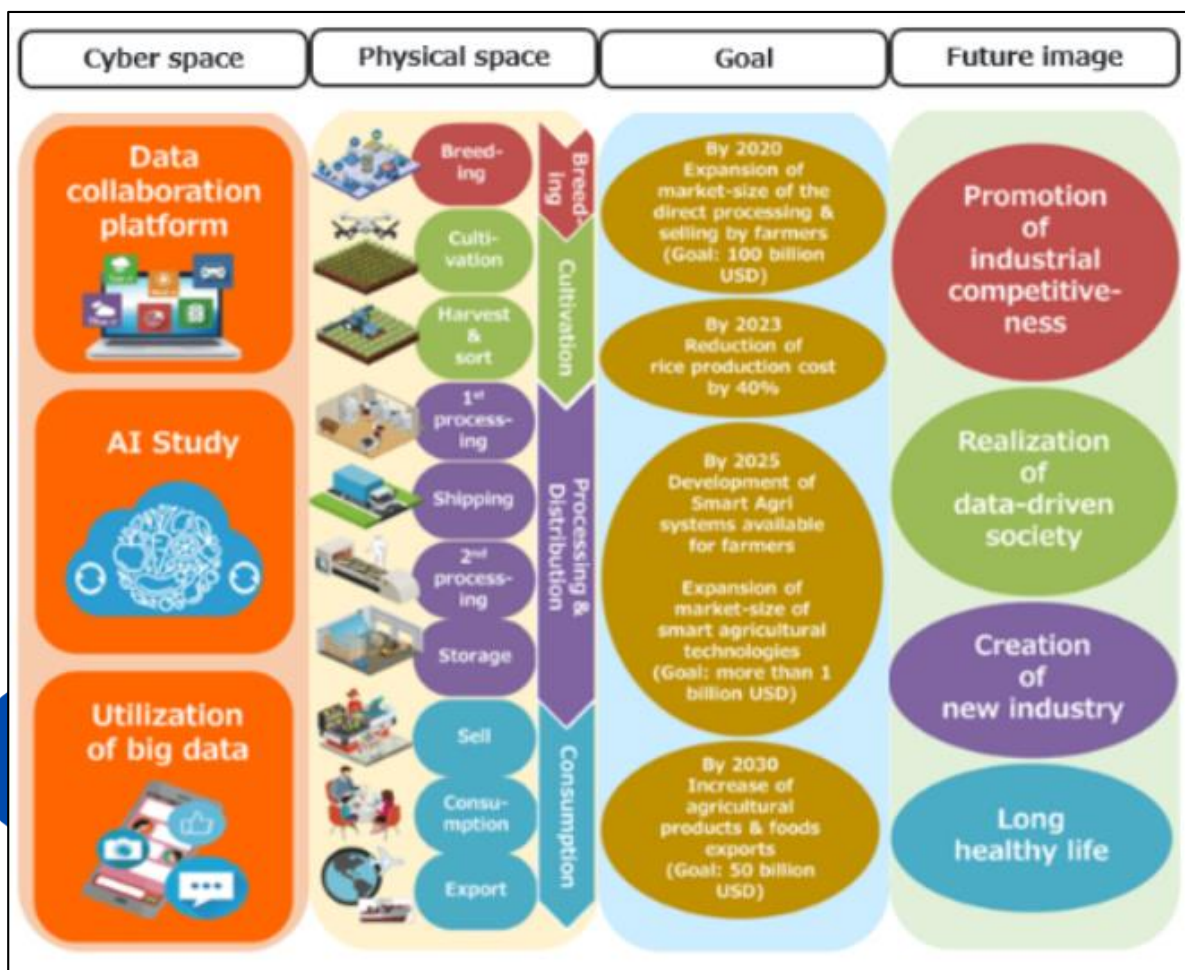 Cyber space
Physical space
Goal
Future image
Data
collaboration
platform
AI Study
Utilization
of big data
Breed-
ing
Culti-
vation
Harvest
& 
sort
1st
process-
ing
Shipping
2nd
process-
ing
Storage
Sell
Consu-
mption
Export
Breed-
ing
Cultivation
Processing &
Distribution
Consumption
By 2020
Expansion of
market-size of the
direct processing &
selling by farmers
(Goal: 100 billion
USD)
By 2023
Reduction of
rice production cost
by 40%
By 2025
Development of
Smart Agri
systems available
for farmers
Expansion of
market-size of
smart agricultural
technologies
(Goal: more than 1
billion USD)
By 2030
Increase of
agricultural
products & foods
exports
(Goal: 50 billion
USD)
Promotion
of
industrial
competitive-
ness
Realization
of
data-driven
society
Creation
of
new industry
Long
healthy life